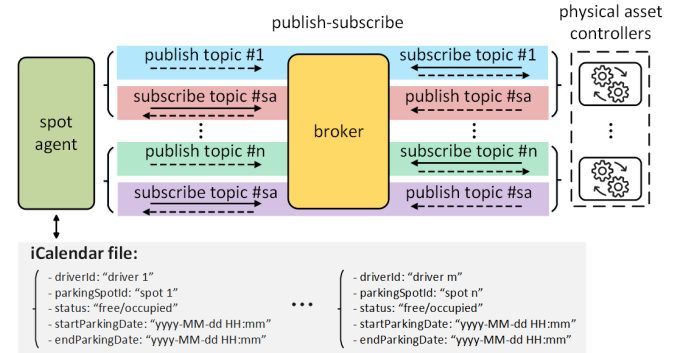 publish-subscribe
physical asset
controllers
publish topic #1
subscribe #1
subscribe topic #sa
publish topic #sa
spot
agent
broker
publish topic #n
subscribe topic #n
subscribe topic #sa
publish topic #sa
iCalendar file:
- driverId: “driver 1”
- parkingSpotId: “spot 1”
- status: “free/occupied”
- startParkingDate: “yyyy-MM-dd HH:mm”
- endParkingDate: “yyyy-MM-dd HH:mm”
- driverId: “driver m”
- parkingSpotId: “spot n”
- status: “free/occupied”
- startParkingDate: “yyyy-MM-dd HH:mm”
- endParkingDate: “yyyy-MM-dd HH:mm”